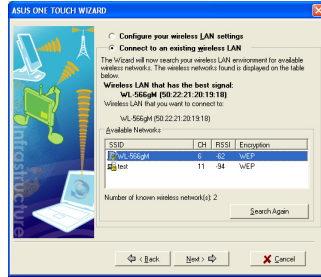 ASUS ONE TOUCH WIZARD
Configure your wireless LAN settings
Connect to an existing wireless LAN
The Wizard will now search your wireless LAN environment for available
wireless networks. The wireless networks found is displayed on the table
below.
Wireless LAN that has the best signal:
WL-566gM (50:22:21:20:19:18)
Wireless LAN that you want to connect to:
WL-566gM (50:22:21:20:19:18)
Available Networks
SSID CH RSSI Encryption
WL-566gM 6 -62 WEP
test 11 -94 WEP
Number of known wireless network(s): 2
Search Again
Infrastructure
< Back Next > Cancel